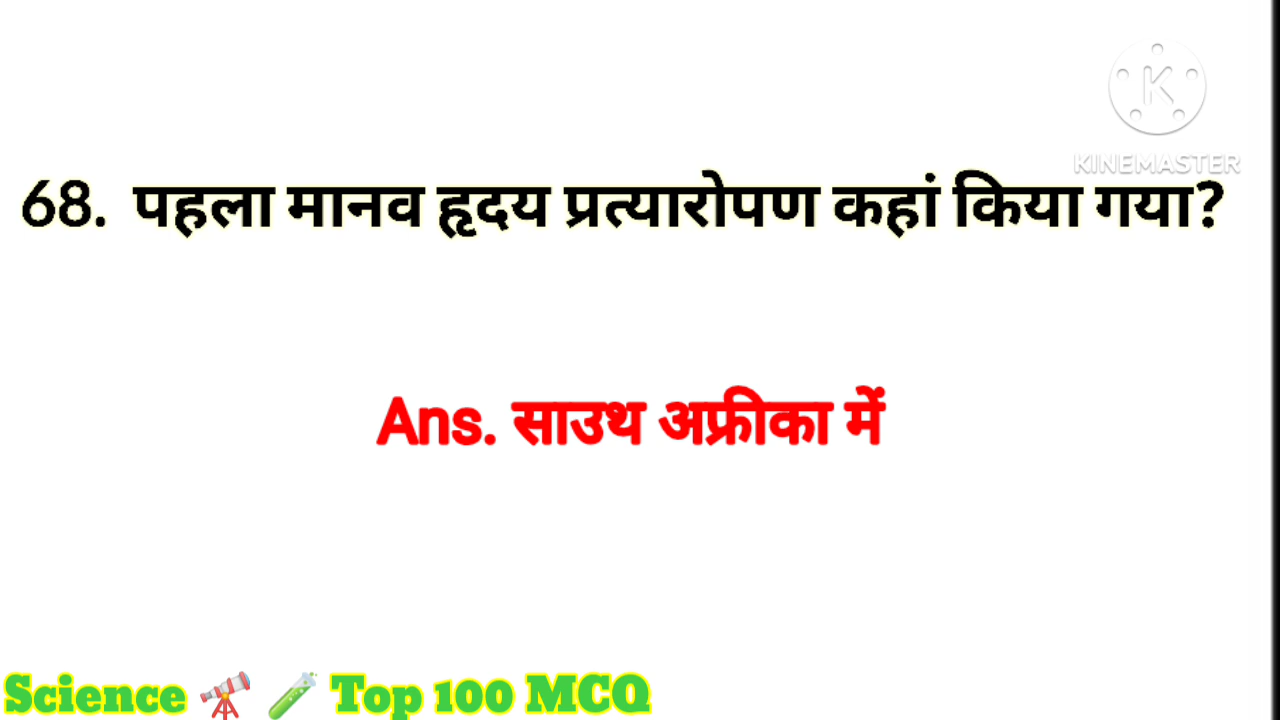 K
KINEMASTER
68. पहला मानव हृदय प्रत्यारोपण कहां किया गया?
Ans. साउथ अफ्रीका में
Science 🔭 🧪 Top 100 MCQ